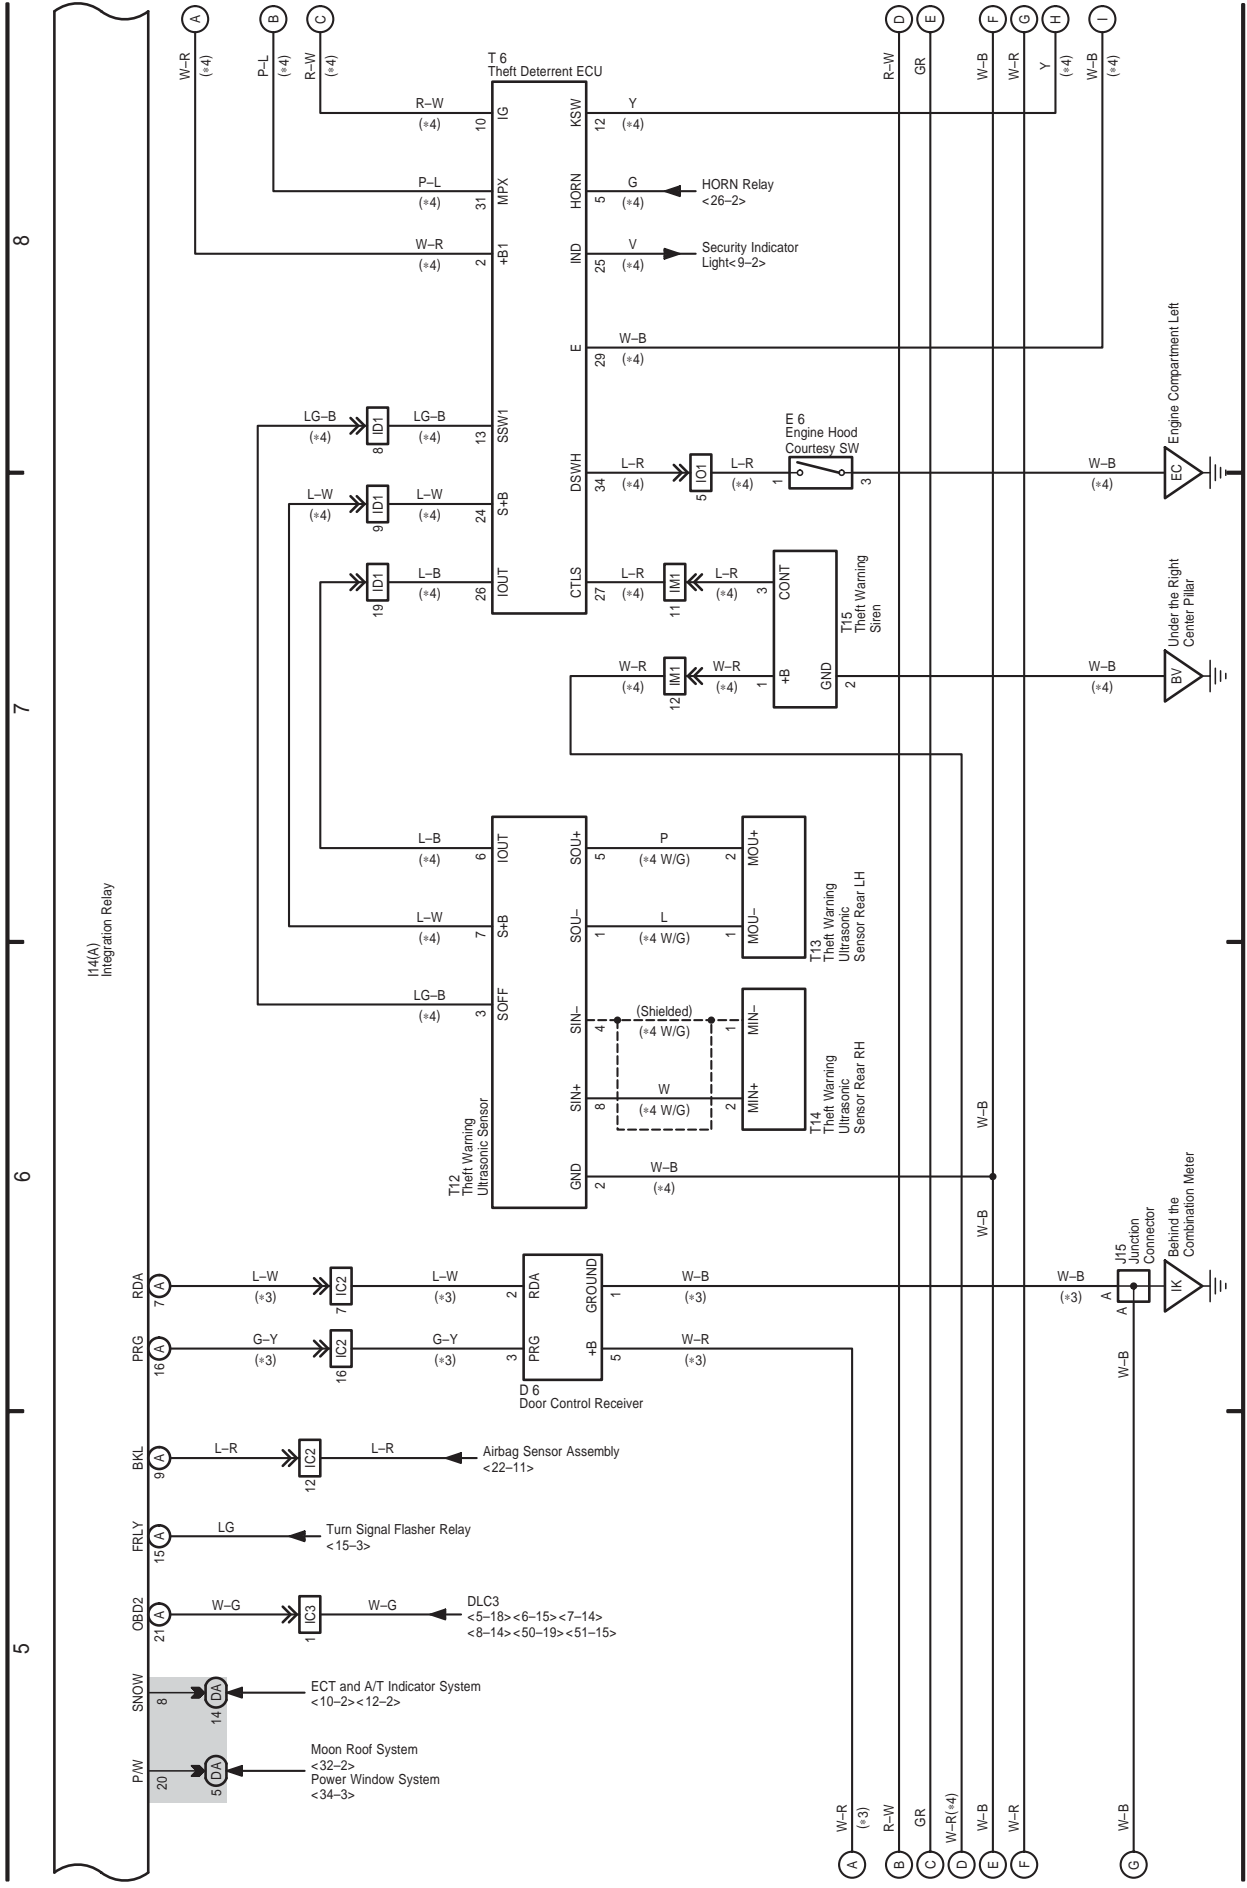 A
B
C
D
E
F
G
H
I
W–R
(*4)
P–L
(*4)
R–W
(*4)
R–W
GR
W–B
W–R
Y
(*4)
W–B
(*4)
T 6
Theft Deterrent ECU
R–W
(*4)
10
IG
KSW
12
Y
(*4)
P–L
(*4)
31
MPX
HORN
5
G
(*4)
HORN Relay
<26–2>
8
W–R
(*4)
2
+B1
IND
25
V
(*4)
Security Indicator
Light<9–2>
E
29
W–B
(*4)
LG–B
(*4)
ID1
8
LG–B
(*4)
13
SSW1
E 6
Engine Hood
Courtesy SW
DSWH
34
L–R
(*4)
IO1
5
L–R
(*4)
1
3
W–B
(*4)
EC
Engine Compartment Left
L–W
(*4)
ID1
9
L–W
(*4)
24
S+B
ID1
19
L–B
(*4)
26
IOUT
CTLS
27
L–R
(*4)
IM1
11
L–R
(*4)
3
CONT
T15
Theft Warning
Siren
W–R
(*4)
IM1
12
W–R
(*4)
1
+B
GND
2
W–B
(*4)
BV
Under the Right
Center Pillar
7
L–B
(*4)
6
IOUT
SOU+
5
P
(*4 W/G)
2
MOU+
I14(A)
Integration Relay
L–W
(*4)
7
S+B
SOU–
1
L
(*4 W/G)
1
MOU–
T13
Theft Warning
Ultrasonic
Sensor Rear LH
LG–B
(*4)
3
SOFF
SIN–
4
(Shielded)
(*4 W/G)
1
MIN–
SIN+
8
W
(*4 W/G)
2
MIN+
T14
Theft Warning
Ultrasonic
Sensor Rear RH
T12
Theft Warning
Ultrasonic Sensor
GND
2
W–B
(*4)
W–B
W–B
6
RDA
7
A
L–W
(*3)
IC2
7
L–W
(*3)
2
RDA
GROUND
1
W–B
(*3)
W–B
(*3)
A
A
J15
Junction
Connector
IK
Behind the
Combination Meter
PRG
16
A
G–Y
(*3)
IC2
16
G–Y
(*3)
3
PRG
+B
5
W–R
(*3)
W–B
D 6
Door Control Receiver
BKL
9
A
L–R
IC2
12
L–R
Airbag Sensor Assembly
<22–11>
FRLY
15
A
LG
Turn Signal Flasher Relay
<15–3>
OBD2
21
A
W–G
IC3
1
W–G
DLC3
<5–18><6–15><7–14>
<8–14><50–19><51–15>
5
SNOW
8
14
DA
ECT and A/T Indicator System
<10–2><12–2>
P/W
20
5
DA
Moon Roof System
<32–2>
Power Window System
<34–3>
W–R
(*3)
R–W
GR
W–R(*4)
W–B
W–R
W–B
A
B
C
D
E
F
G